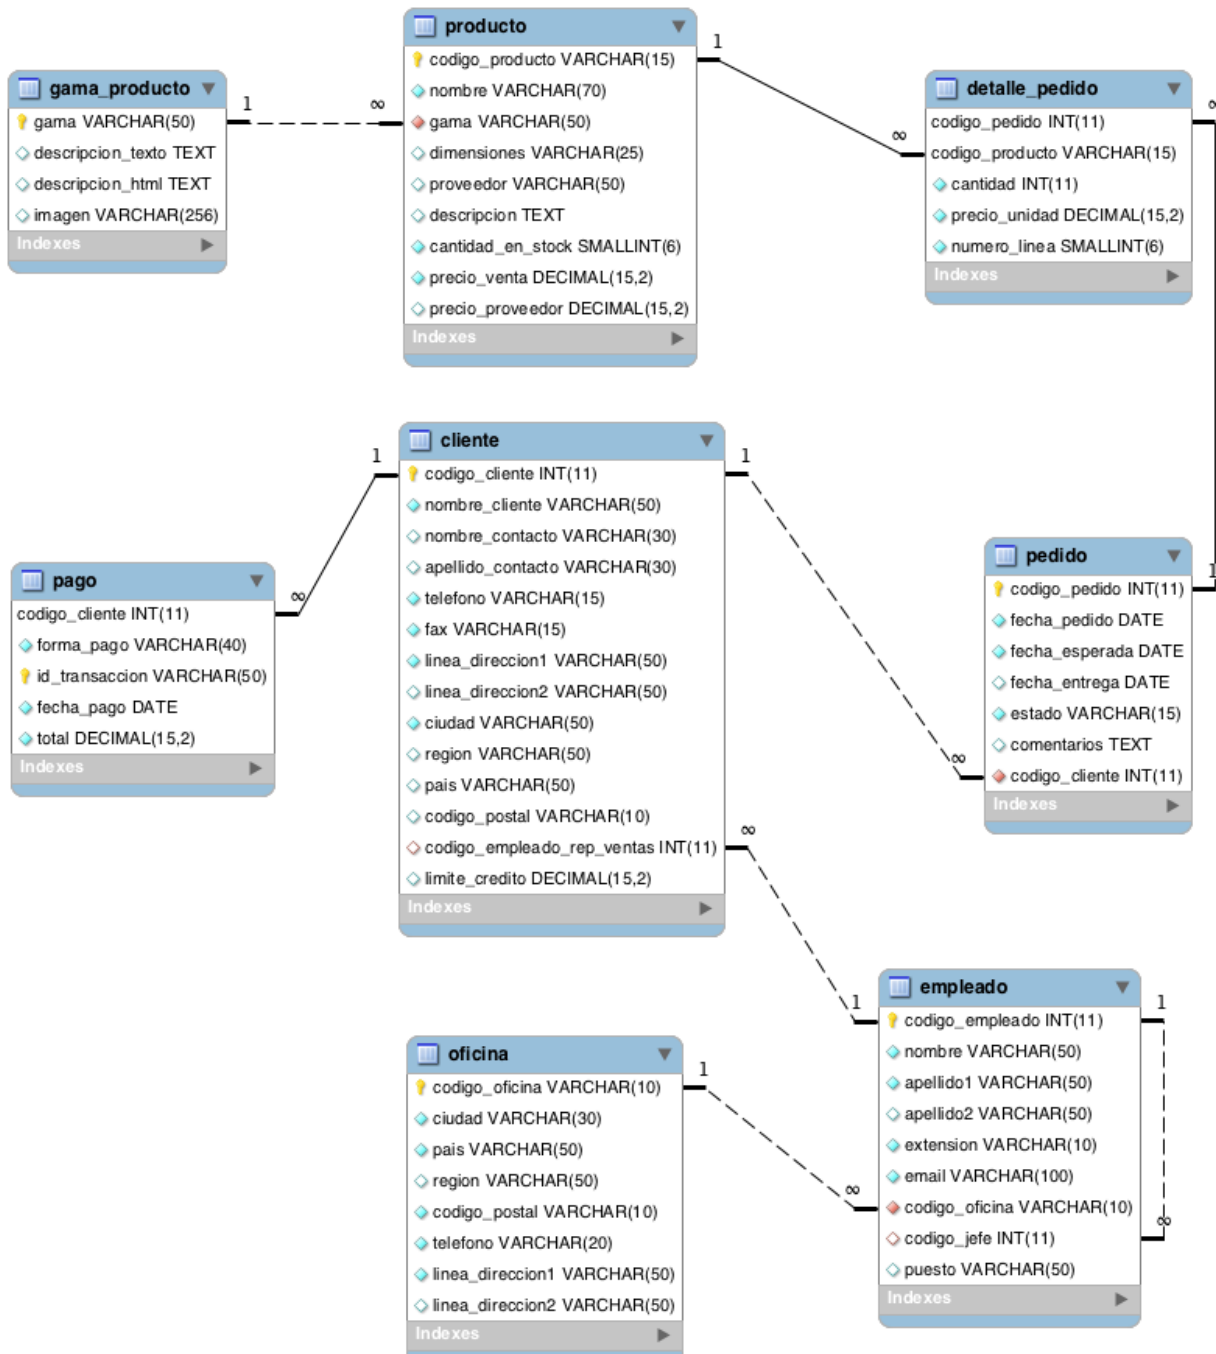 producto
codigo_producto VARCHAR(15)
nombre VARCHAR(70)
gama VARCHAR(50)
dimensiones VARCHAR(25)
proveedor VARCHAR(50)
descripcion TEXT
cantidad_en_stock SMALLINT(6)
precio_venta DECIMAL(15,2)
precio_proveedor DECIMAL(15,2)
Indexes
gama_producto
gama VARCHAR(50)
descripcion_texto TEXT
descripcion_html TEXT
imagen VARCHAR(256)
Indexes
1
∞
1
∞
detalle_pedido
codigo_pedido INT(11)
codigo_producto VARCHAR(15)
cantidad INT(11)
precio_unidad DECIMAL(15,2)
numero_linea SMALLINT(6)
Indexes
∞
1
cliente
codigo_cliente INT(11)
nombre_cliente VARCHAR(50)
nombre_contacto VARCHAR(30)
apellido_contacto VARCHAR(30)
telefono VARCHAR(15)
fax VARCHAR(15)
linea_direccion1 VARCHAR(50)
linea_direccion2 VARCHAR(50)
ciudad VARCHAR(50)
region VARCHAR(50)
pais VARCHAR(50)
codigo_postal VARCHAR(10)
codigo_empleado_rep_ventas INT(11)
limite_credito DECIMAL(15,2)
Indexes
1
∞
pago
codigo_cliente INT(11)
forma_pago VARCHAR(40)
id_transaccion VARCHAR(50)
fecha_pago DATE
total DECIMAL(15,2)
Indexes
1
∞
pedido
codigo_pedido INT(11)
fecha_pedido DATE
fecha_esperada DATE
fecha_entrega DATE
estado VARCHAR(15)
comentarios TEXT
codigo_cliente INT(11)
Indexes
∞
1
empleado
codigo_empleado INT(11)
nombre VARCHAR(50)
apellido1 VARCHAR(50)
apellido2 VARCHAR(50)
extension VARCHAR(10)
email VARCHAR(100)
codigo_oficina VARCHAR(10)
codigo_jefe INT(11)
puesto VARCHAR(50)
Indexes
1
∞
oficina
codigo_oficina VARCHAR(10)
ciudad VARCHAR(30)
pais VARCHAR(50)
region VARCHAR(50)
codigo_postal VARCHAR(10)
telefono VARCHAR(20)
linea_direccion1 VARCHAR(50)
linea_direccion2 VARCHAR(50)
Indexes
1
∞